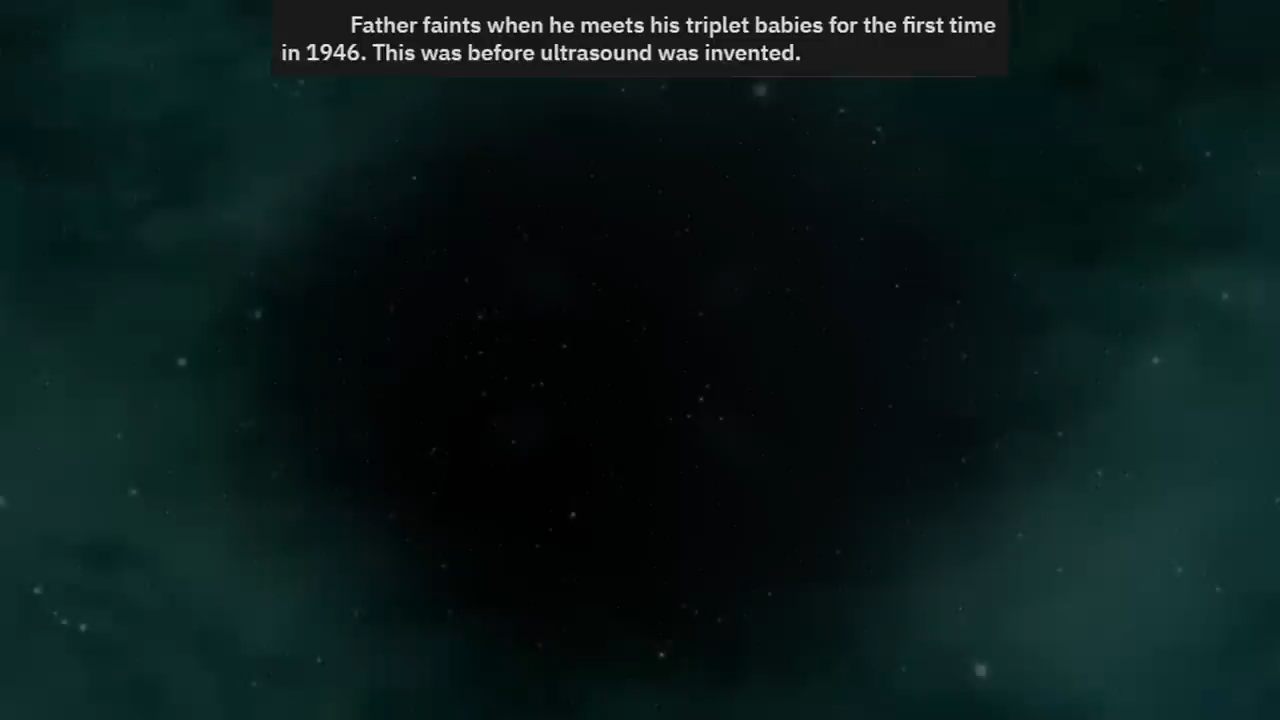 Father faints when he meets his triplet babies for the first time
in 1946. This was before ultrasound was invented.